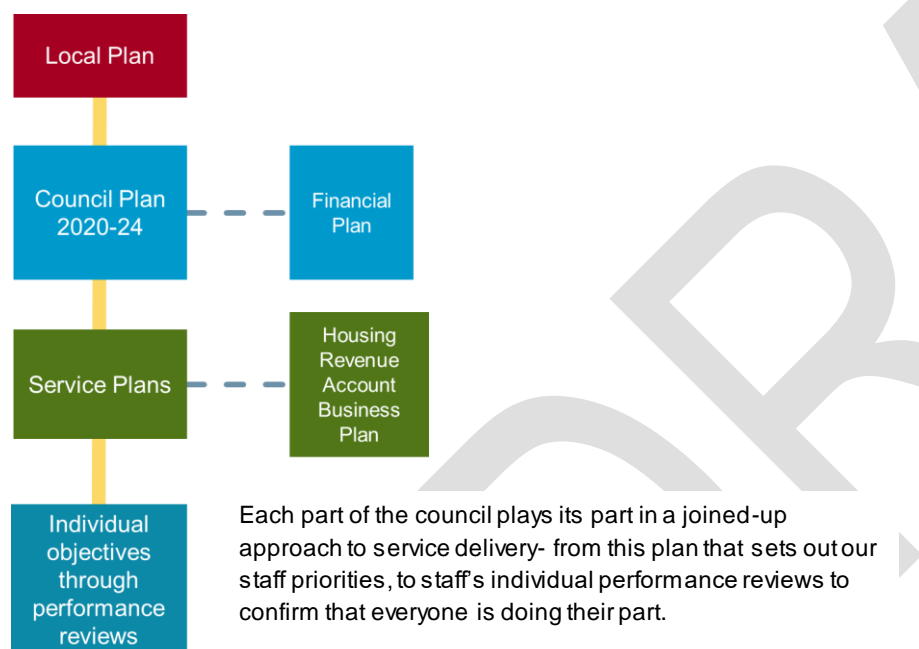 Local Plan
Council Plan
2020-24
Financial
Plan
Service Plans
Housing
Revenue
Account
Business
Plan
Individual
objectives
through
performance
reviews
Each part of the council plays its part in a joined-up
approach to service delivery- from this plan that sets out our
staff priorities, to staff's individual performance reviews to
confirm that everyone is doing their part.